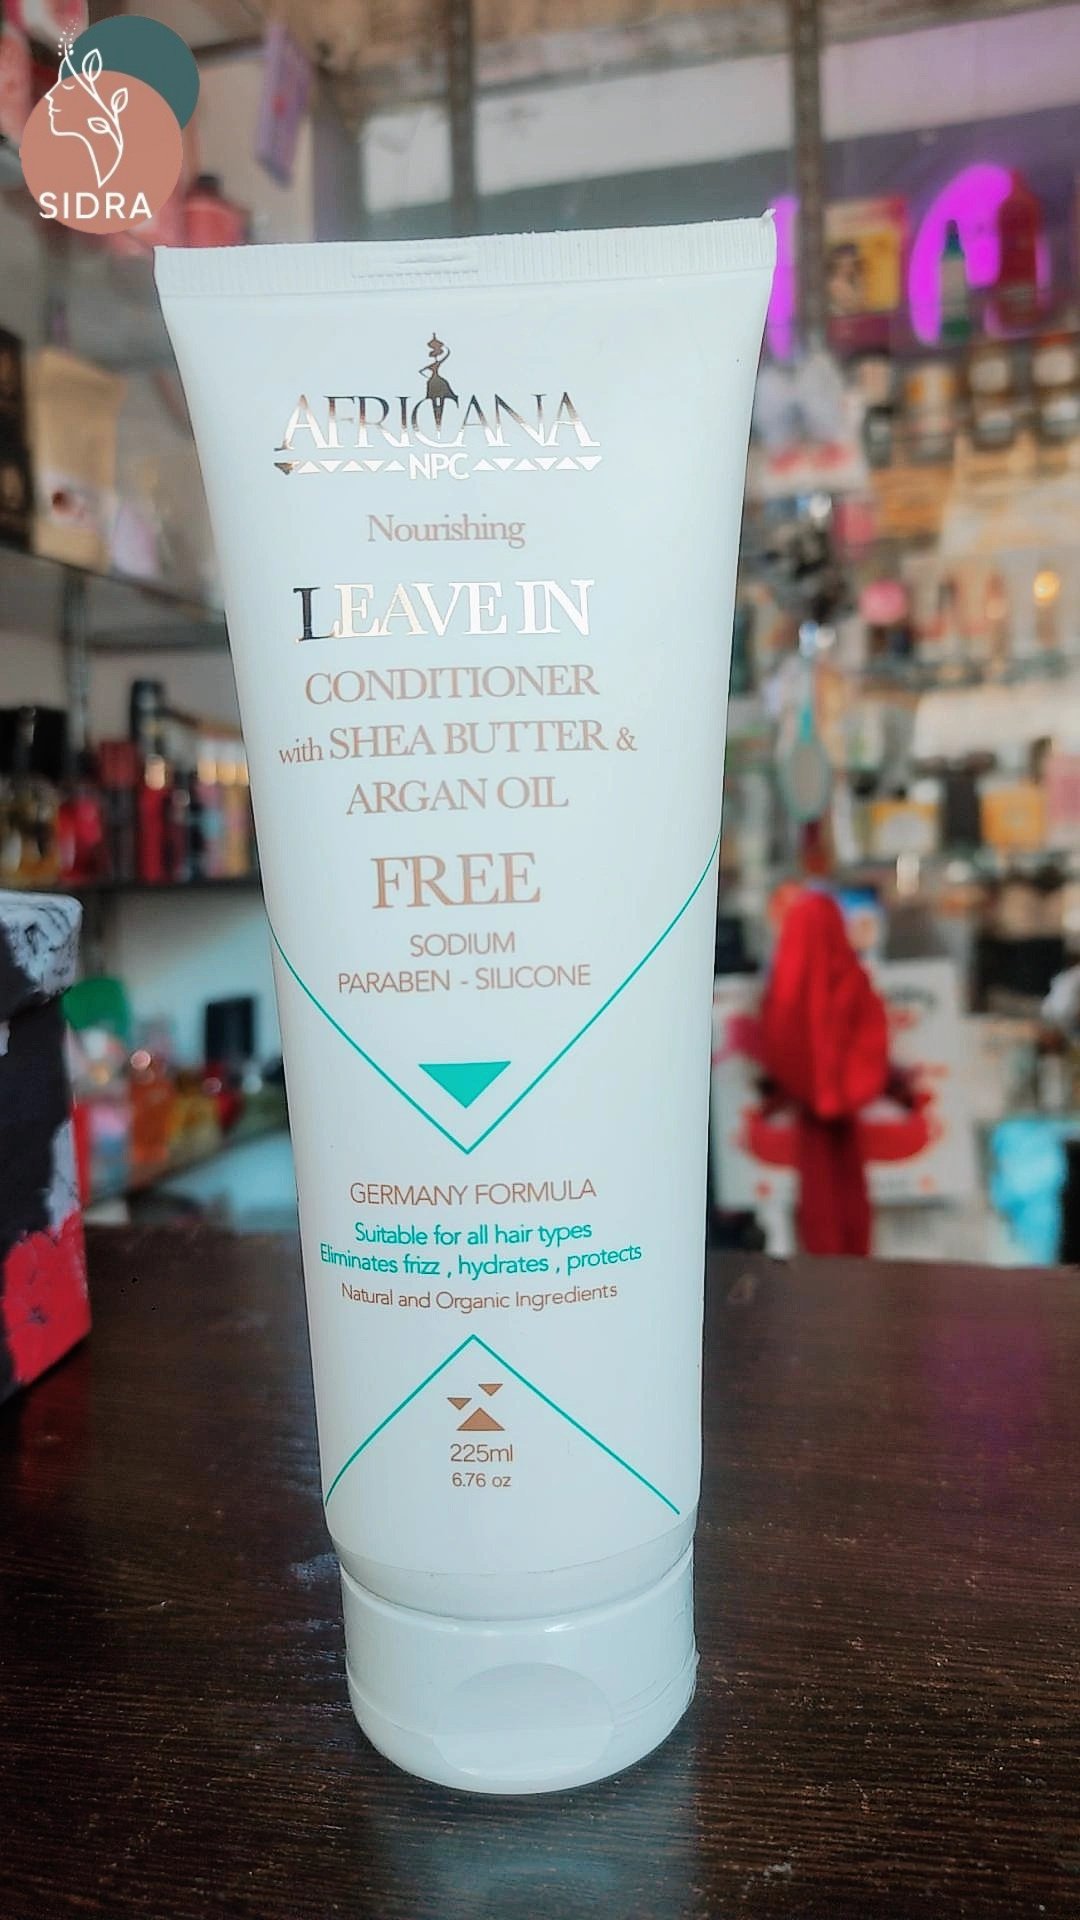 SIDRA
AFRICANA
NPC
Nourishing
LEAVE IN
CONDITIONER
with SHEA BUTTER &
ARGAN OIL
FREE
SODIUM
PARABEN - SILICONE
GERMANY FORMULA
Suitable for all hair types
Eliminates frizz , hydrates , protects
Natural and Organic Ingredients
225ml
6.76 oz